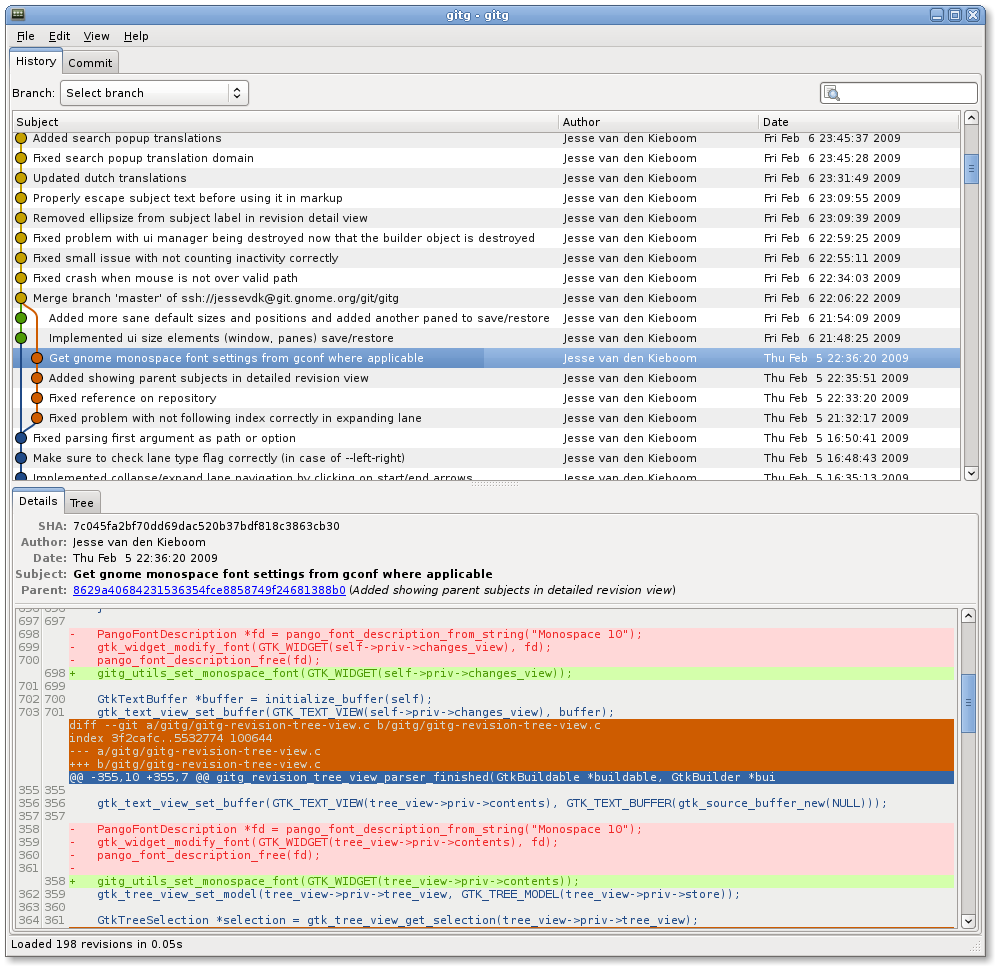 gitg - gitg
File Edit View Help
History Commit
Branch: Select branch
Subject Author Date
Added search popup translations Jesse van den Kieboom Fri Feb  6 23:45:37 2009
Fixed search popup translation domain Jesse van den Kieboom Fri Feb  6 23:45:28 2009
Updated dutch translations Jesse van den Kieboom Fri Feb  6 23:31:49 2009
Properly escape subject text before using it in markup Jesse van den Kieboom Fri Feb  6 23:09:55 2009
Removed ellipsize from subject label in revision detail view Jesse van den Kieboom Fri Feb  6 23:09:39 2009
Fixed problem with ui manager being destroyed now that the builder object is destroyed Jesse van den Kieboom Fri Feb  6 22:59:25 2009
Fixed small issue with not counting inactivity correctly Jesse van den Kieboom Fri Feb  6 22:55:11 2009
Fixed crash when mouse is not over valid path Jesse van den Kieboom Fri Feb  6 22:34:03 2009
Merge branch 'master' of ssh://jessevdk@git.gnome.org/git/gitg Jesse van den Kieboom Fri Feb  6 22:06:22 2009
Added more sane default sizes and positions and added another paned to save/restore Jesse van den Kieboom Fri Feb  6 21:54:09 2009
Implemented ui size elements (window, panes) save/restore Jesse van den Kieboom Fri Feb  6 21:48:25 2009
Get gnome monospace font settings from gconf where applicable Jesse van den Kieboom Thu Feb  5 22:36:20 2009
Added showing parent subjects in detailed revision view Jesse van den Kieboom Thu Feb  5 22:35:51 2009
Fixed reference on repository Jesse van den Kieboom Thu Feb  5 22:33:20 2009
Fixed problem with not following index correctly in expanding lane Jesse van den Kieboom Thu Feb  5 21:32:17 2009
Fixed parsing first argument as path or option Jesse van den Kieboom Thu Feb  5 16:50:41 2009
Make sure to check lane type flag correctly (in case of --left-right) Jesse van den Kieboom Thu Feb  5 16:48:43 2009
Implemented collapse/expand lane navigation by clicking on start/end arrows Jesse van den Kieboom Thu Feb  5 16:35:13 2009
Details Tree
SHA: 7c045fa2bf70dd69dac520b37bdf818c3863cb30
Author: Jesse van den Kieboom
Date: Thu Feb  5 22:36:20 2009
Subject: Get gnome monospace font settings from gconf where applicable
Parent: 8629a40684231536354fce8858749f24681388b0 (Added showing parent subjects in detailed revision view)
696 696 }
697 697
698 -   PangoFontDescription *fd = pango_font_description_from_string("Monospace 10");
699 -   gtk_widget_modify_font(GTK_WIDGET(self->priv->changes_view), fd);
700 -   pango_font_description_free(fd);
698 +   gitg_utils_set_monospace_font(GTK_WIDGET(self->priv->changes_view));
701 699
702 700 GtkTextBuffer *buffer = initialize_buffer(self);
703 701 gtk_text_view_set_buffer(GTK_TEXT_VIEW(self->priv->changes_view), buffer);
diff --git a/gitg/gitg-revision-tree-view.c b/gitg/gitg-revision-tree-view.c
index 3f2cafc..5532774 100644
--- a/gitg/gitg-revision-tree-view.c
+++ b/gitg/gitg-revision-tree-view.c
@@ -355,10 +355,7 @@ gitg_revision_tree_view_parser_finished(GtkBuildable *buildable, GtkBuilder *bui
355 355
356 356 gtk_text_view_set_buffer(GTK_TEXT_VIEW(tree_view->priv->contents), GTK_TEXT_BUFFER(gtk_source_buffer_new(NULL)));
357 357
358 -   PangoFontDescription *fd = pango_font_description_from_string("Monospace 10");
359 -   gtk_widget_modify_font(GTK_WIDGET(tree_view->priv->contents), fd);
360 -   pango_font_description_free(fd);
361 -
358 +   gitg_utils_set_monospace_font(GTK_WIDGET(tree_view->priv->contents));
362 359 gtk_tree_view_set_model(tree_view->priv->tree_view, GTK_TREE_MODEL(tree_view->priv->store));
363 360
364 361 GtkTreeSelection *selection = gtk_tree_view_get_selection(tree_view->priv->tree_view);
Loaded 198 revisions in 0.05s